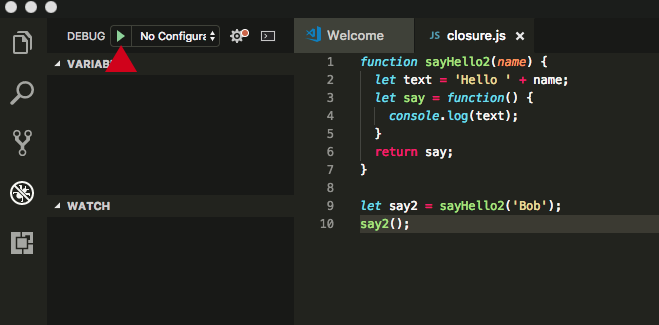 DEBUG No Configura
VARIAB
WATCH
Welcome JS closure.js
1 function sayHello2(name) {
2 let text = 'Hello ' + name;
3 let say = function() {
4 console.log(text);
5 }
6 return say;
7 }
8
9 let say2 = sayHello2('Bob');
10 say2();